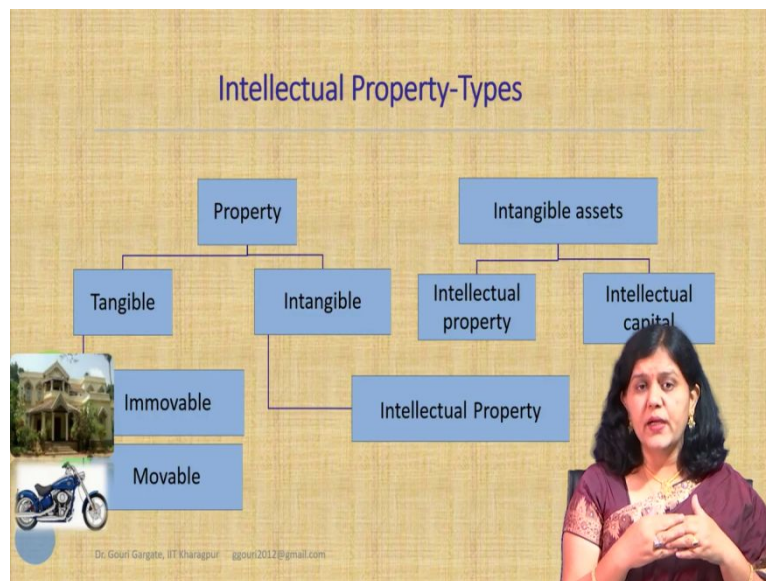 Intellectual Property-Types
Property
Intangible assets
Tangible
Intangible
Intellectual
property
Intellectual
capital
Immovable
Intellectual Property
Movable
Dr. Gouri Gargate, IIT Kharagpur ggouri2012@gmail.com